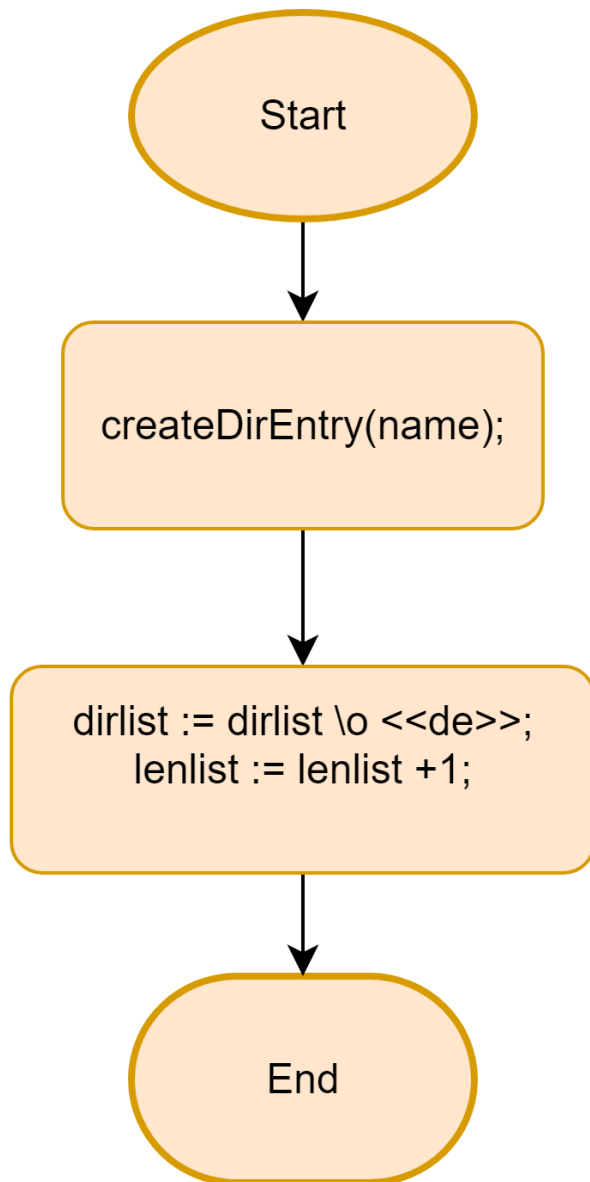 Start
createDirEntry(name);
dirlist := dirlist \o <<de>>;
lenlist := lenlist +1;
End